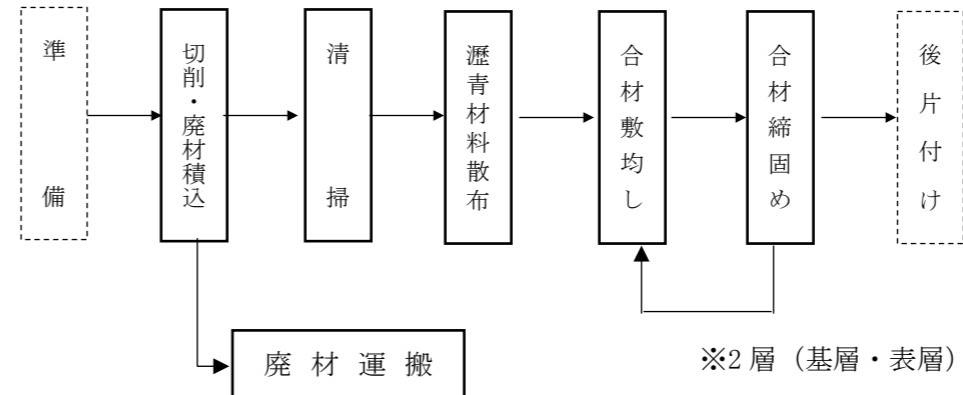 準備
切削・廃材積込
清掃
瀝青材料散布
合材敷均し
合材締固め
後片付け
廃材運搬
※2層（基層・表層）